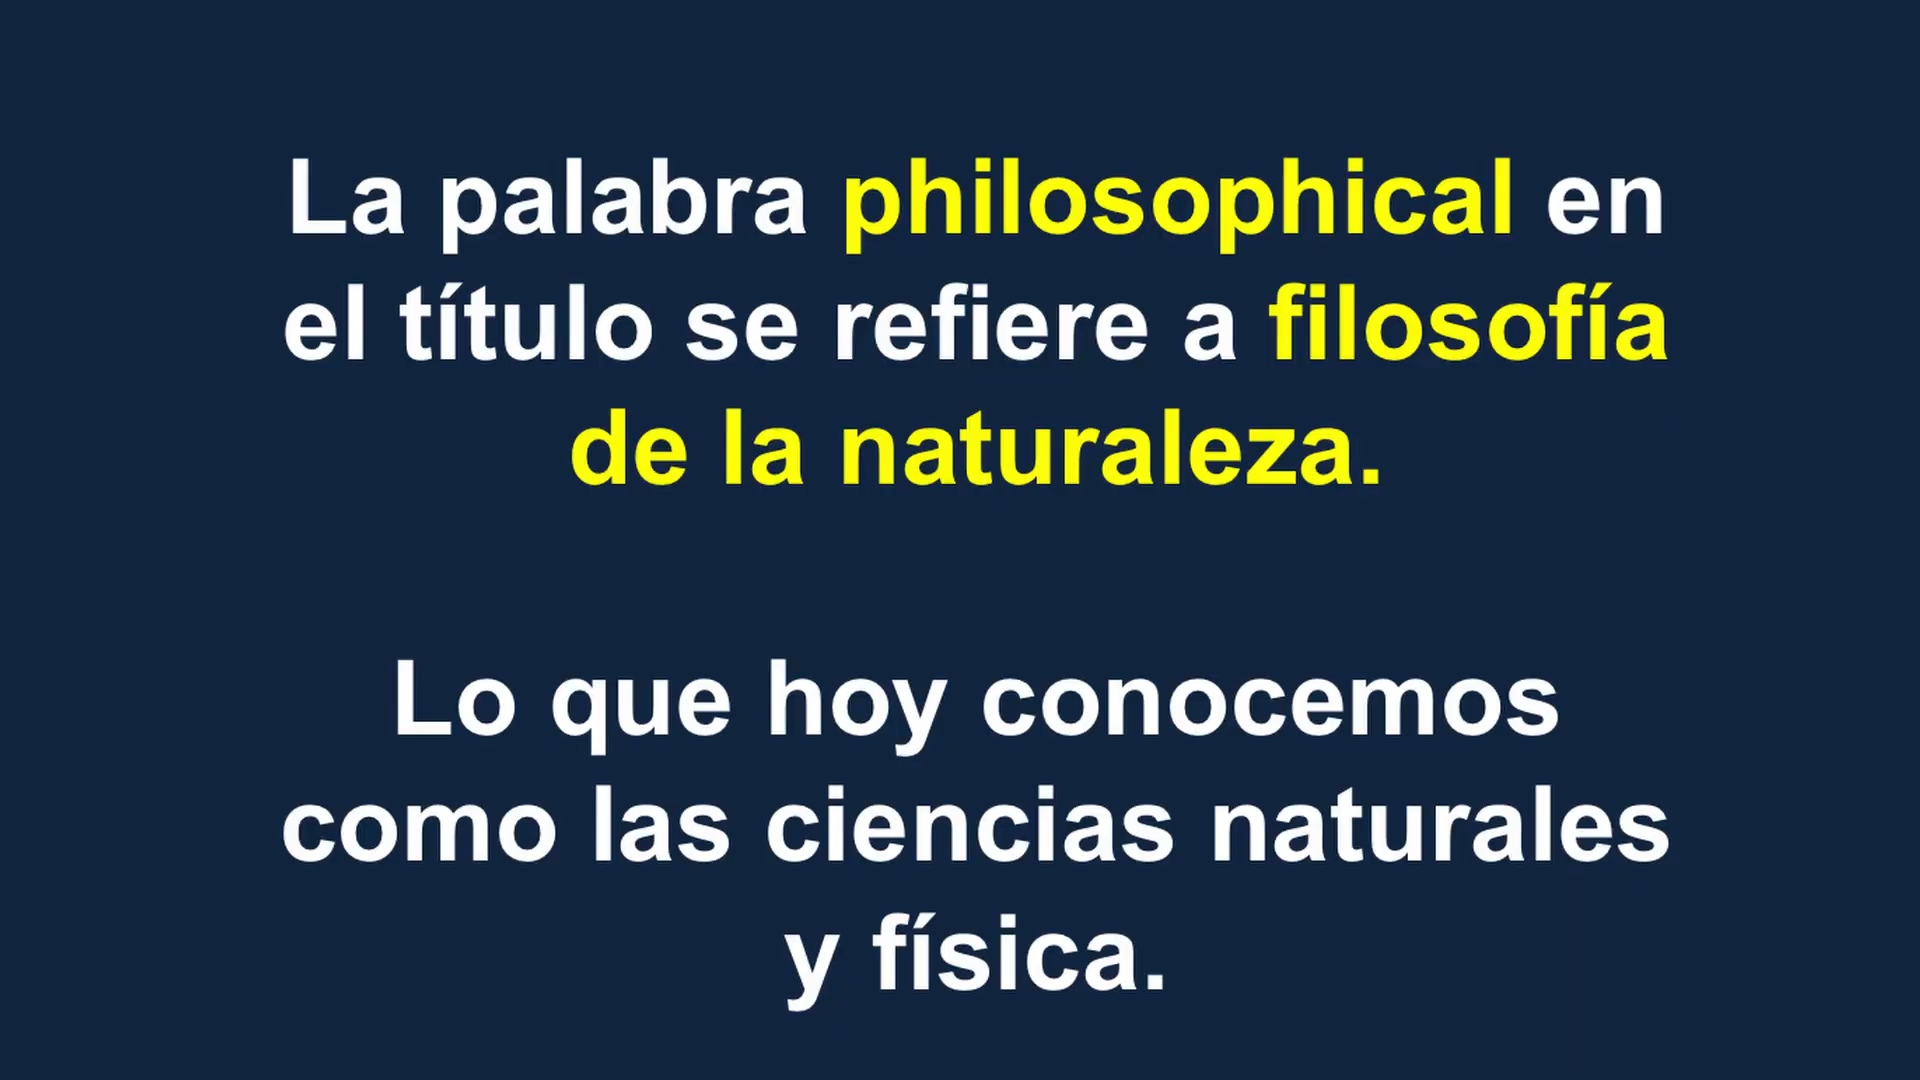 La palabra philosophical en
el título se refiere a filosofía
de la naturaleza.
Lo que hoy conocemos
como las ciencias naturales
y física.